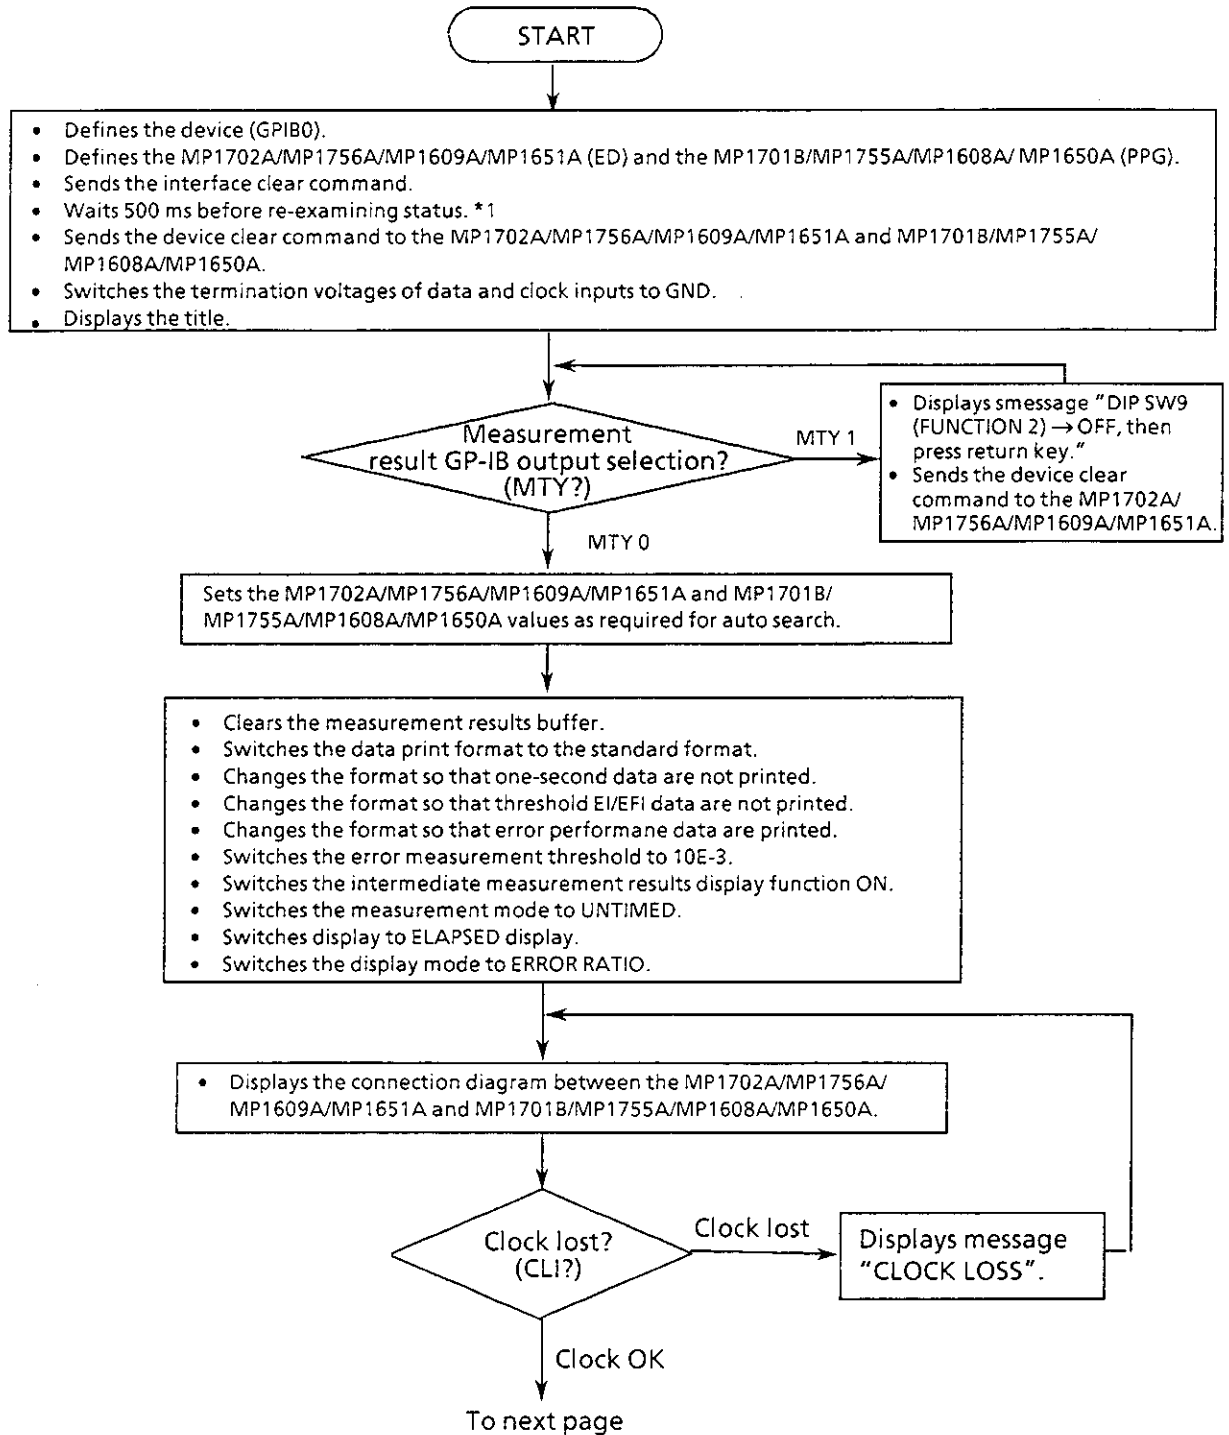 START
• Defines the device (GPIB0).
• Defines the MP1702A/MP1756A/MP1609A/MP1651A (ED) and the MP1701B/MP1755A/MP1608A/ MP1650A (PPG).
• Sends the interface clear command.
• Waits 500 ms before re-examining status. *1
• Sends the device clear command to the MP1702A/MP1756A/MP1609A/MP1651A and MP1701B/MP1755A/
MP1608A/MP1650A.
• Switches the termination voltages of data and clock inputs to GND.
• Displays the title.
Measurement
result GP-IB output selection?
(MTY?)
MTY 1
• Displays smessage "DIP SW9
(FUNCTION 2) → OFF, then
press return key."
• Sends the device clear
command to the MP1702A/
MP1756A/MP1609A/MP1651A.
MTY 0
Sets the MP1702A/MP1756A/MP1609A/MP1651A and MP1701B/
MP1755A/MP1608A/MP1650A values as required for auto search.
• Clears the measurement results buffer.
• Switches the data print format to the standard format.
• Changes the format so that one-second data are not printed.
• Changes the format so that threshold EI/EFI data are not printed.
• Changes the format so that error performane data are printed.
• Switches the error measurement threshold to 10E-3.
• Switches the intermediate measurement results display function ON.
• Switches the measurement mode to UNTIMED.
• Switches display to ELAPSED display.
• Switches the display mode to ERROR RATIO.
• Displays the connection diagram between the MP1702A/MP1756A/
MP1609A/MP1651A and MP1701B/MP1755A/MP1608A/MP1650A.
Clock lost?
(CLI?)
Clock lost
Displays message
"CLOCK LOSS".
Clock OK
To next page